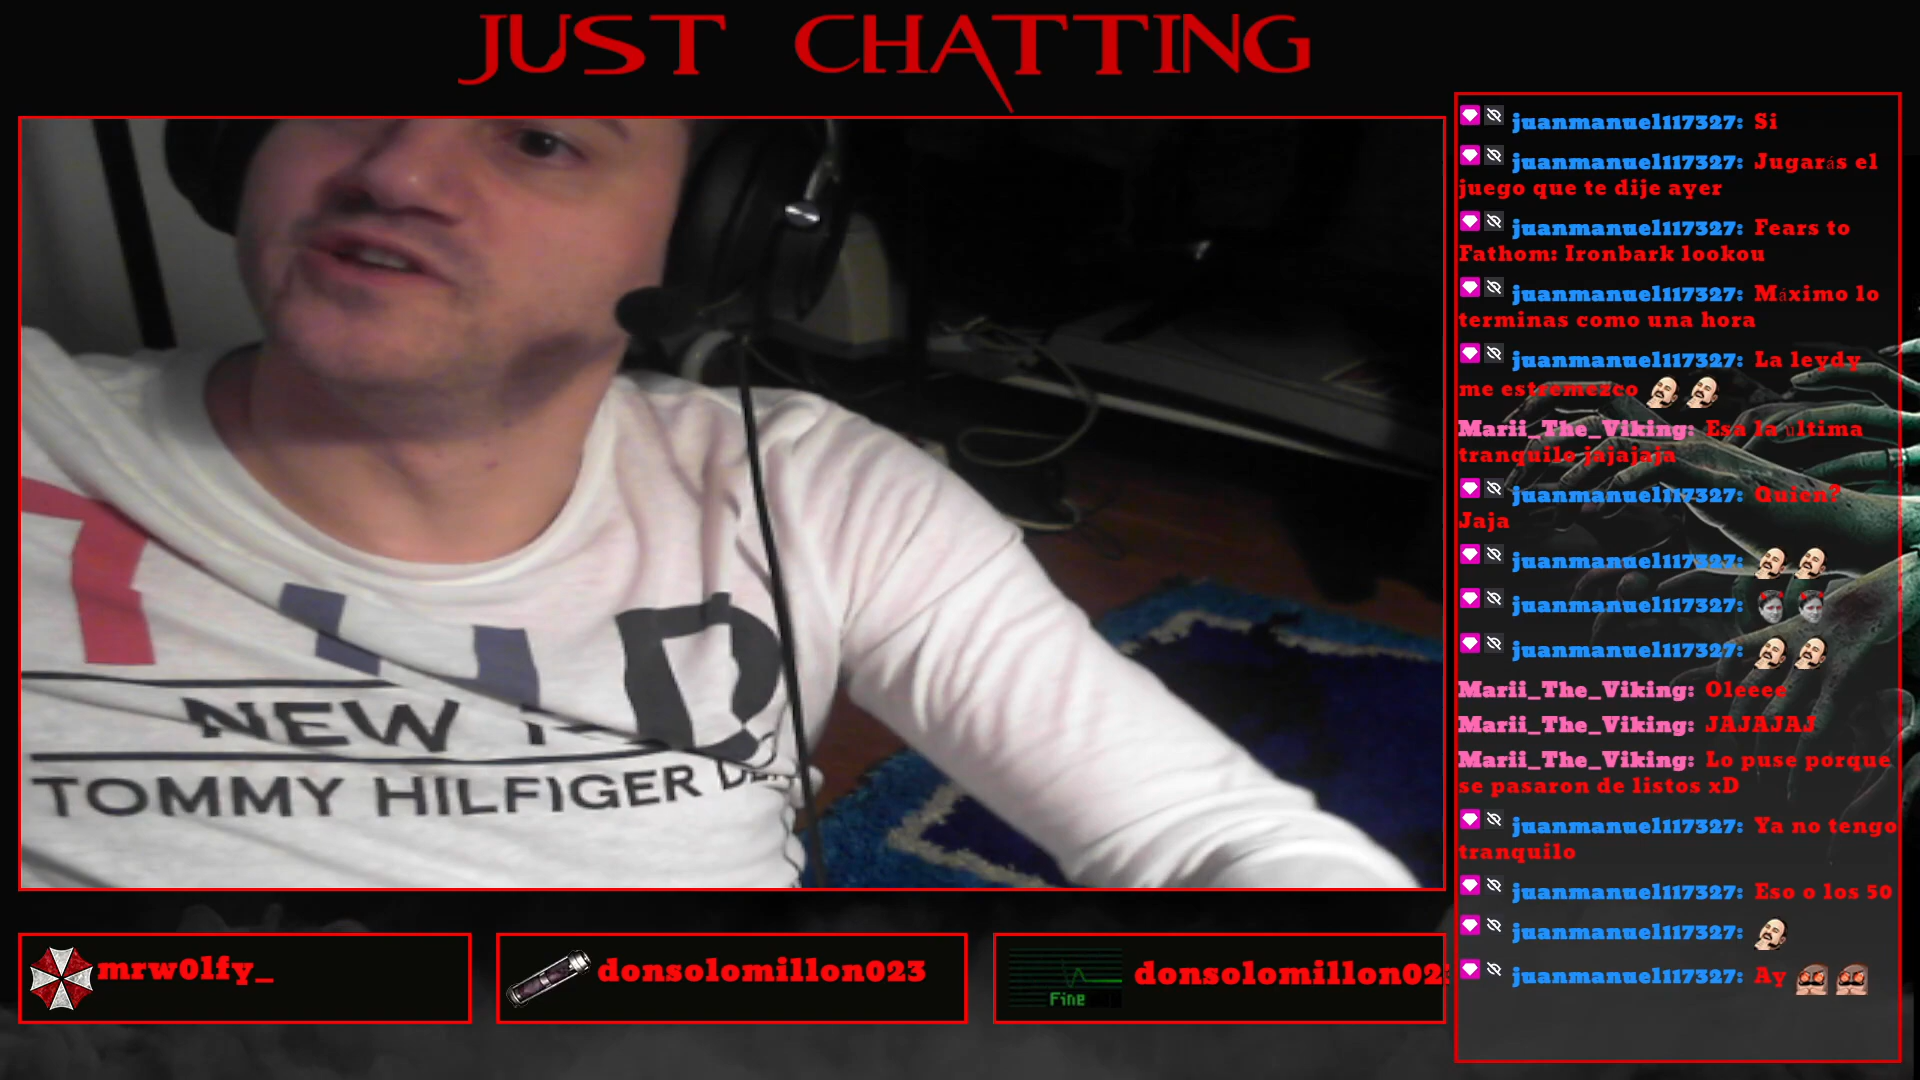 JUST CHATTING
juanmanuel117327: Si
juanmanuel117327: Jugarás el
juego que te dije ayer
juanmanuel117327: Fears to
Fathom: Ironbark lookou
juanmanuel117327: Máximo lo
terminas como una hora
juanmanuel117327: La leydy
me estremezco
Marii_The_Viking: Esa la ultima
tranquilo jajajaja
juanmanuel117327: Quien?
Jaja
juanmanuel117327:
juanmanuel117327:
juanmanuel117327:
Marii_The_Viking: Oleeee
Marii_The_Viking: JAJAJAJ
Marii_The_Viking: Lo puse porque
se pasaron de listos xD
juanmanuel117327: Ya no tengo
tranquilo
juanmanuel117327: Eso o los 50
juanmanuel117327:
juanmanuel117327: Ay
NEW
TOMMY HILFIGER
mrw0lfy_
donsolomillon023
Fine
donsolomillon02